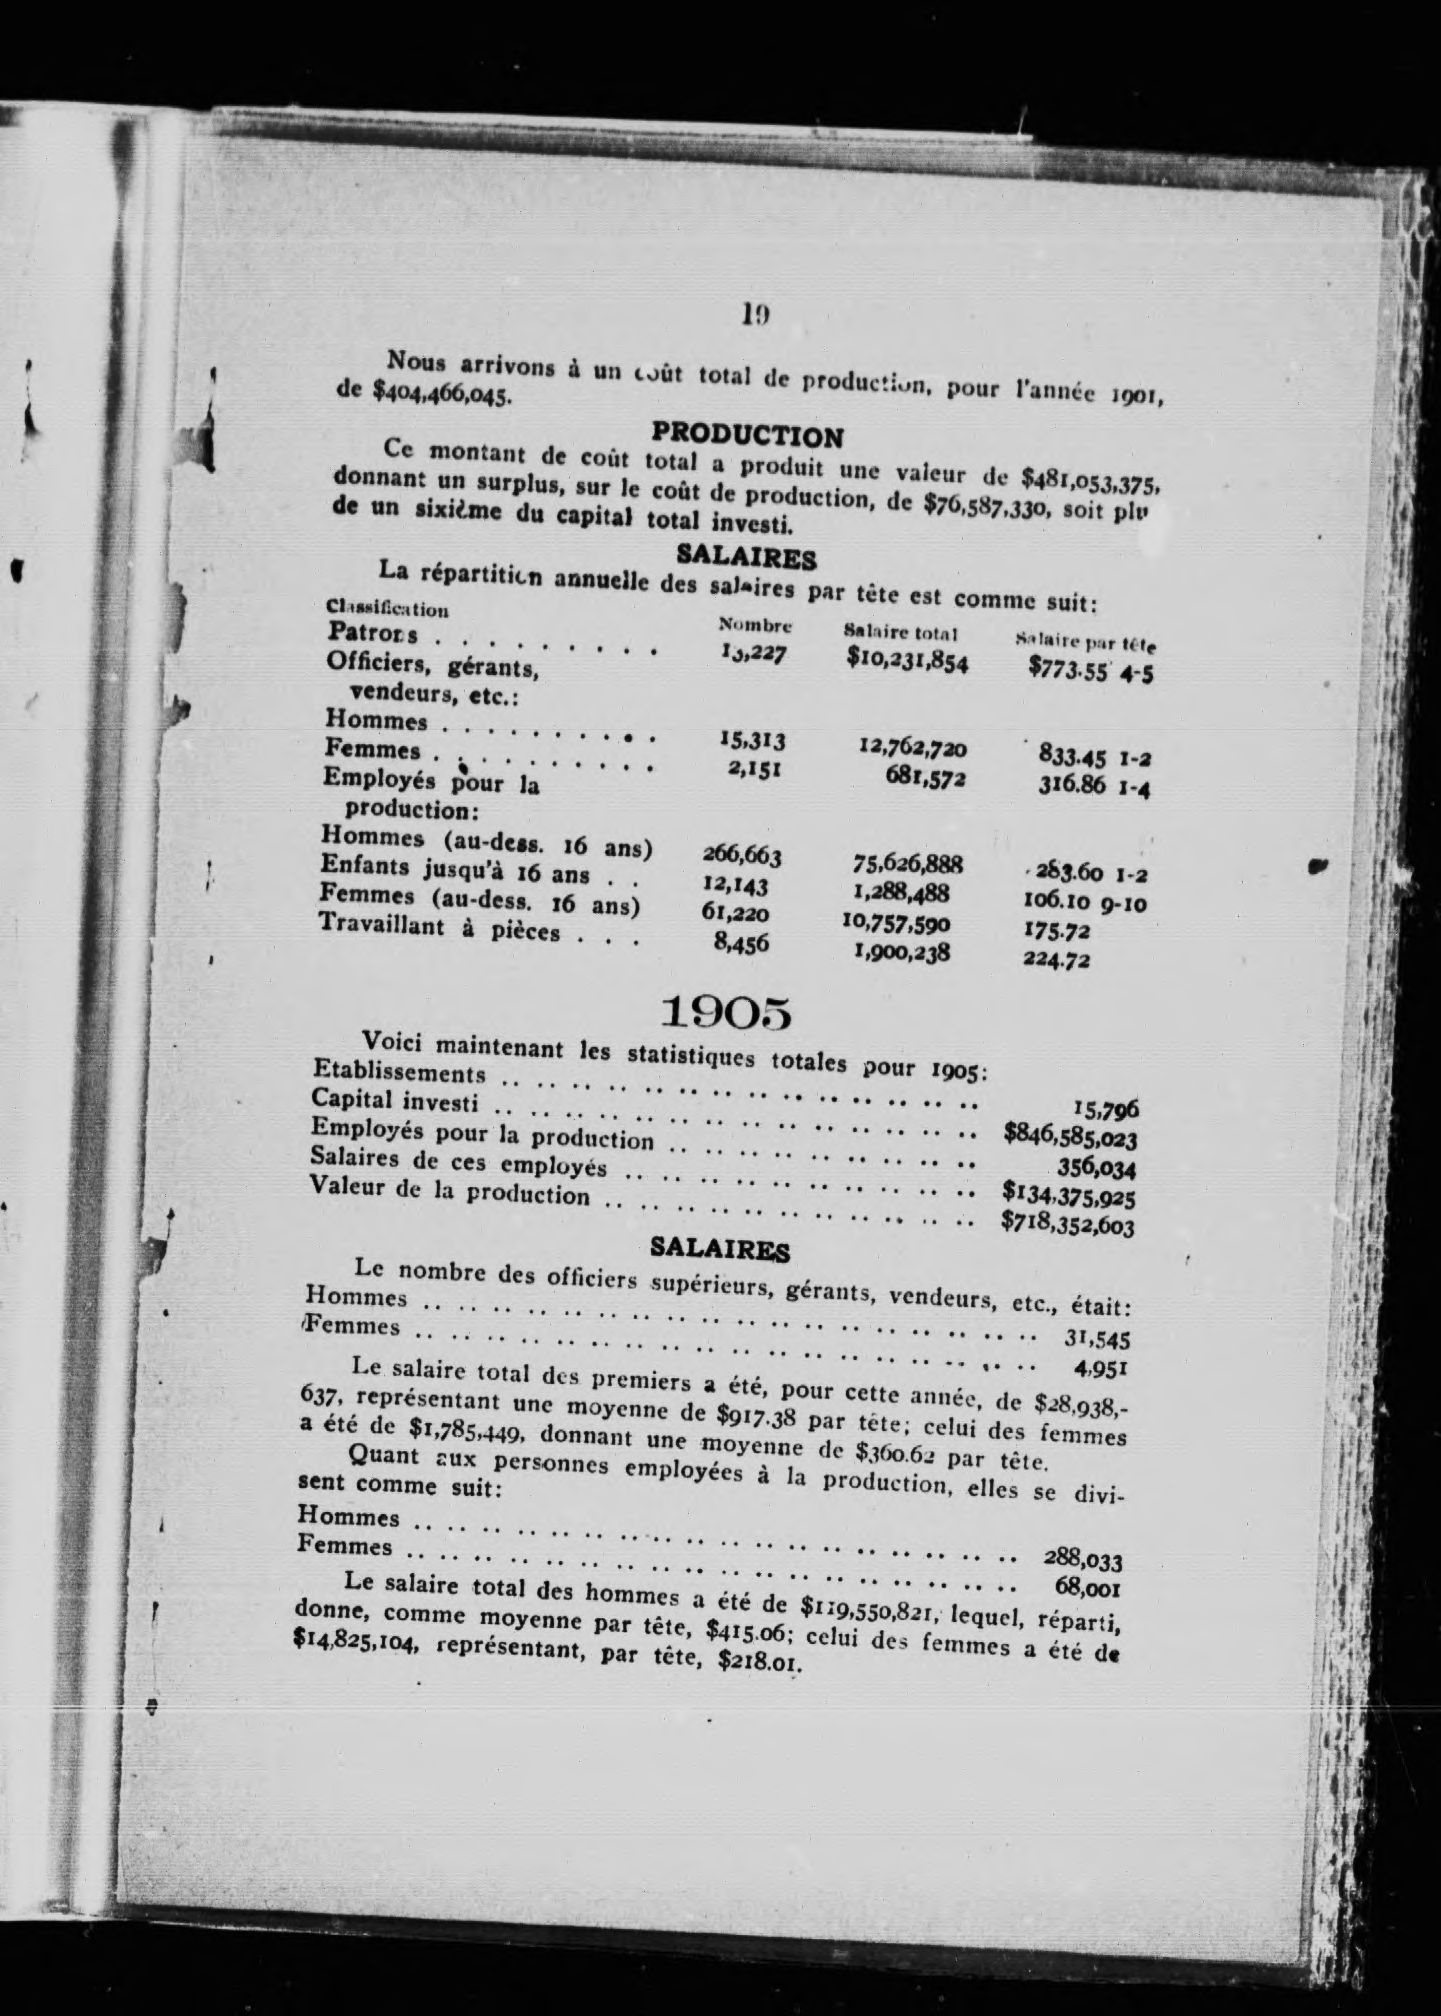 19
Nous arrivons à un coût total de production, pour l'année 1901,
de $404,466,045.
PRODUCTION
Ce montant de coût total a produit une valeur de $481,053,375,
donnant un surplus, sur le coût de production, de $76,587,330, soit
de un sixième du capital total investi.
SALAIRES
La répartition annuelle des salaires par tête est comme suit:
Classification Nombre Salaire total Salaire par tête
Patrons . . . . . . . . . 13,227 $10,231,854 $773.55 4-5
Officiers, gérants,
vendeurs, etc.:
Hommes . . . . . . . . . . 15,313 12,762,720 833.45 1-2
Femmes . . . . . . . . . . 2,151 681,572 316.86 1-4
Employés pour la
production:
Hommes (au-dess. 16 ans) 266,663 75,626,888 283.60 1-2
Enfants jusqu'à 16 ans . . 12,143 1,288,488 106.10 9-10
Femmes (au-dess. 16 ans) 61,220 10,757,590 175.72
Travaillant à pièces . . . 8,456 1,900,238 224.72
1905
Voici maintenant les statistiques totales pour 1905:
Etablissements .. .. .. .. .. .. .. .. .. .. .. .. .. .. 15,796
Capital investi .. .. .. .. .. .. .. .. .. .. .. .. .. .. $846,585,023
Employés pour la production .. .. .. .. .. .. .. .. .. 356,034
Salaires de ces employés .. .. .. .. .. .. .. .. .. .. $134,375,925
Valeur de la production .. .. .. .. .. .. .. .. .. .. .. $718,352,603
SALAIRES
Le nombre des officiers supérieurs, gérants, vendeurs, etc., était:
Hommes .. .. .. .. .. .. .. .. .. .. .. .. .. .. .. .. .. .. 31,545
Femmes .. .. .. .. .. .. .. .. .. .. .. .. .. .. .. .. .. .. 4,951
Le salaire total des premiers a été, pour cette année, de $28,938,-
637, représentant une moyenne de $917.38 par tête; celui des femmes
a été de $1,785,449, donnant une moyenne de $360.62 par tête.
Quant aux personnes employées à la production, elles se divi-
sent comme suit:
Hommes .. .. .. .. .. .. .. .. .. .. .. .. .. .. .. .. .. .. 288,033
Femmes .. .. .. .. .. .. .. .. .. .. .. .. .. .. .. .. .. .. 68,001
Le salaire total des hommes a été de $119,550,821, lequel, réparti,
donne, comme moyenne par tête, $415.06; celui des femmes a été de
$14,825,104, représentant, par tête, $218.01.